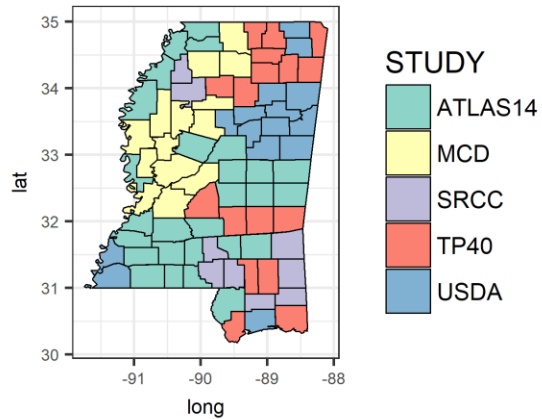 35
34
33
32
31
30
lat
-91
-90
-89
-88
long
STUDY
ATLAS14
MCD
SRCC
TP40
USDA